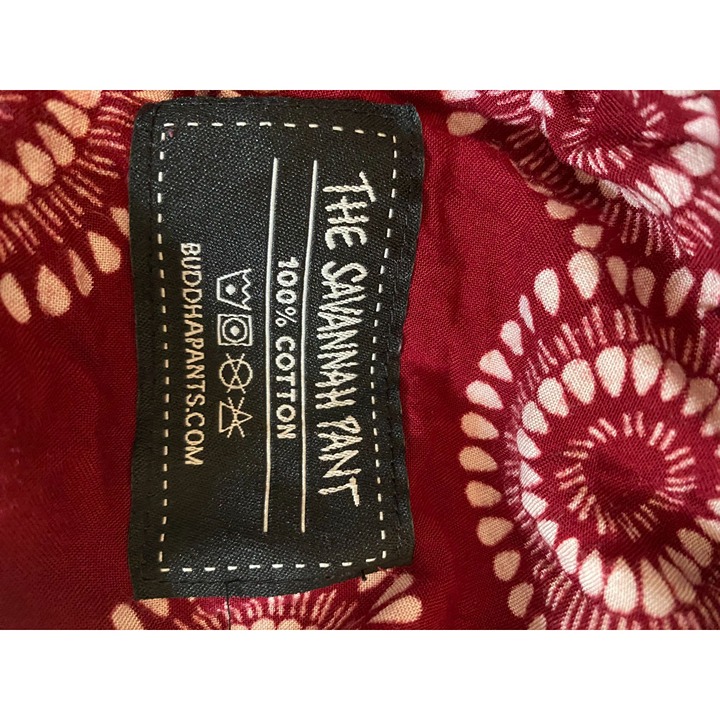 THE SAVANNAH PANT
100% COTTON
BUDDHAPANTS.COM